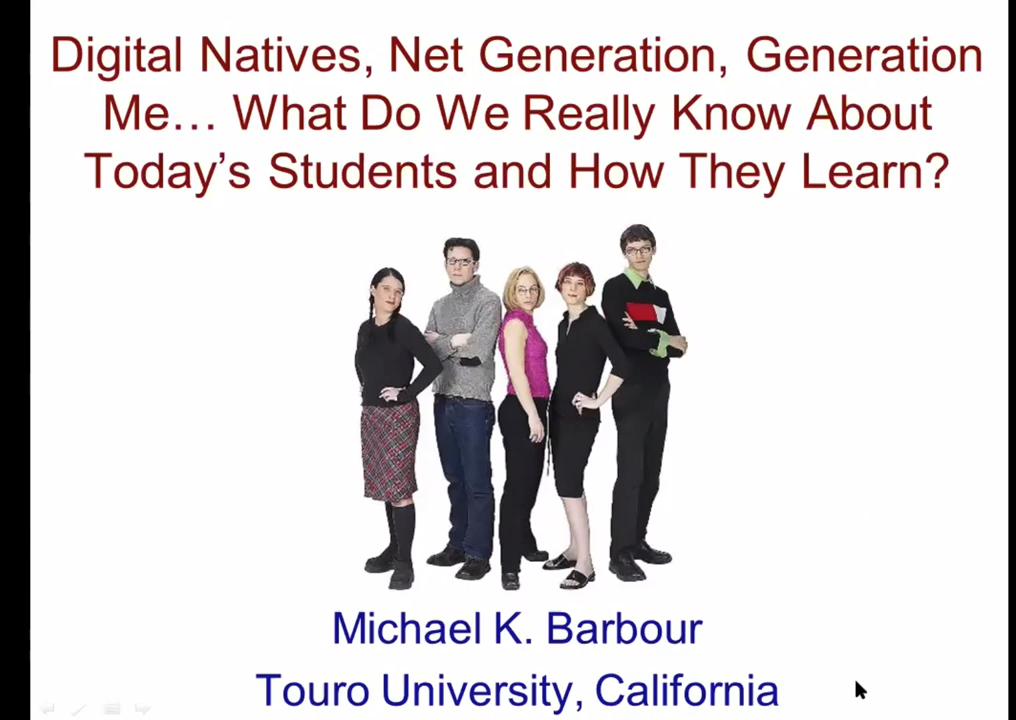 Digital Natives, Net Generation, Generation
Me… What Do We Really Know About
Today’s Students and How They Learn?
Michael K. Barbour
Touro University, California